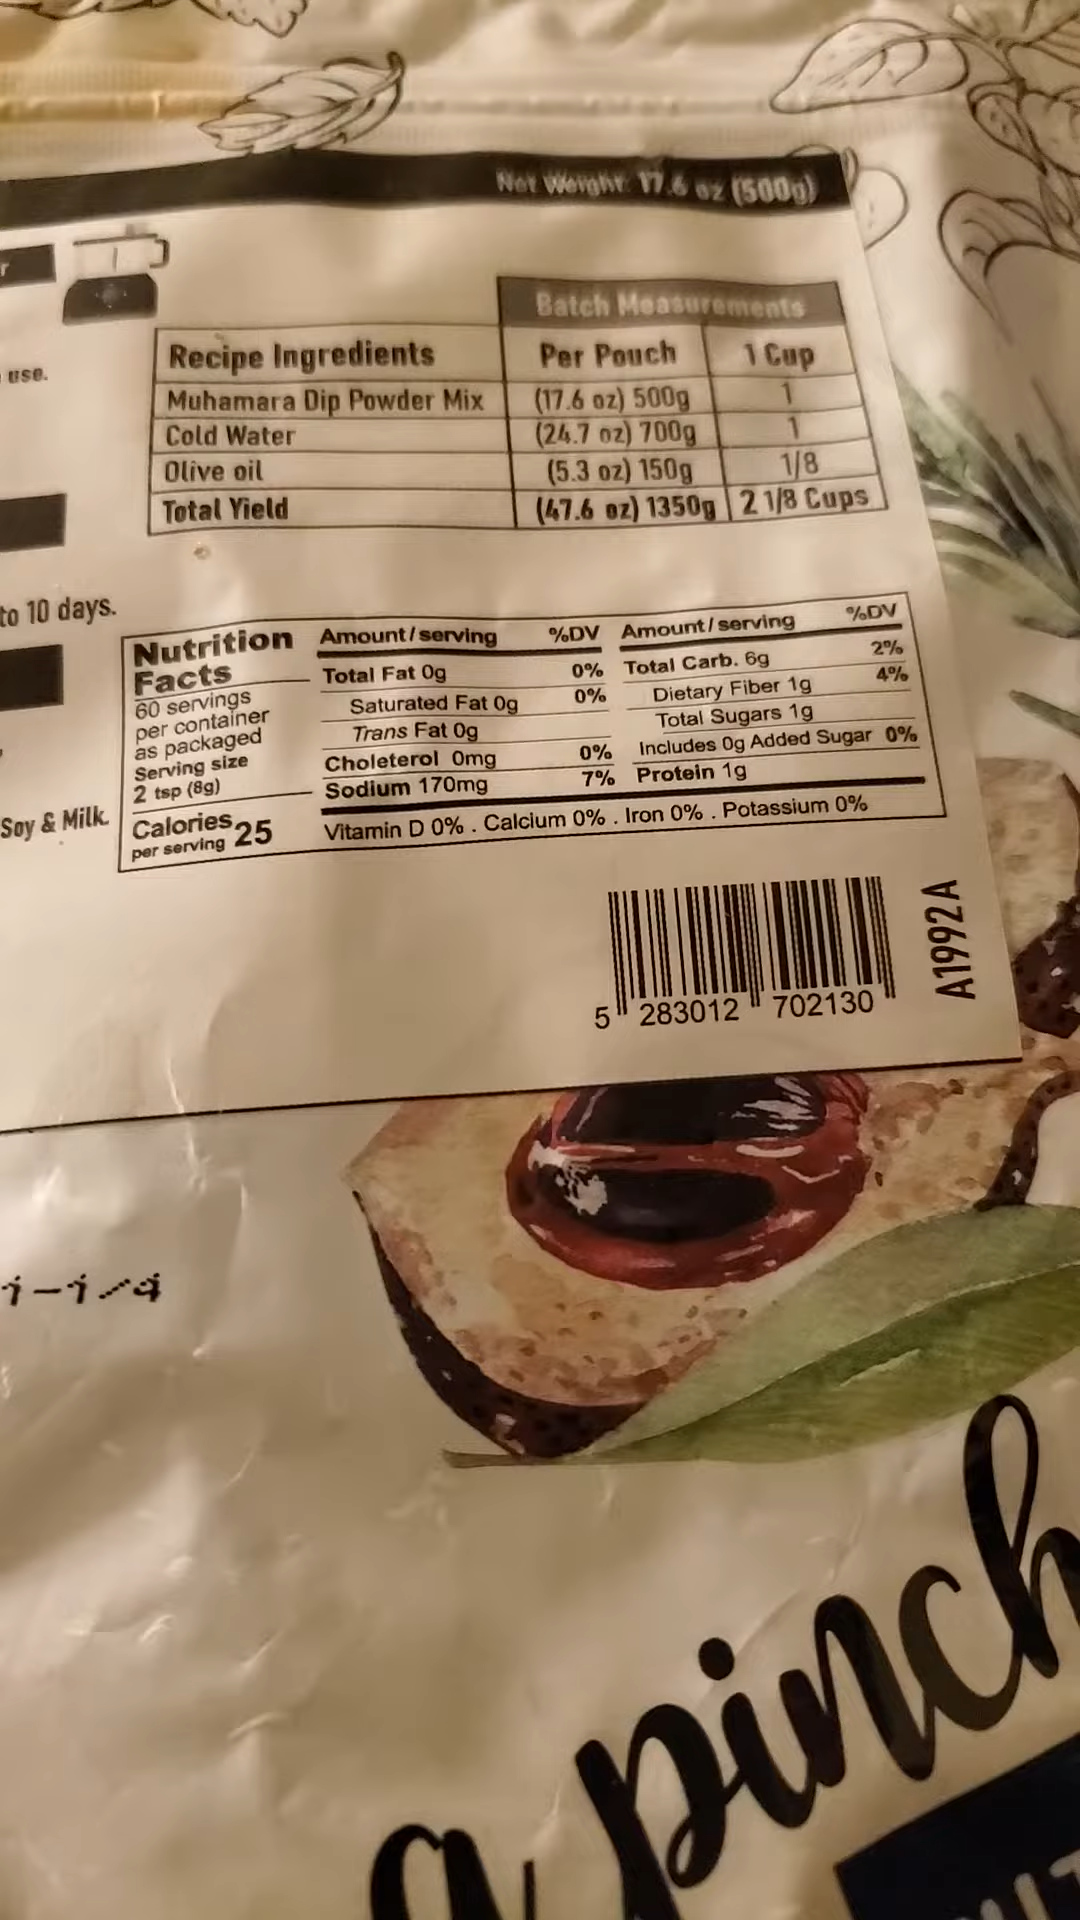 Net Weight: 17.6 oz (500g)
r
use.
Batch Measurements
Recipe Ingredients Per Pouch 1 Cup
Muhamara Dip Powder Mix (17.6 oz) 500g 1
Cold Water (24.7 oz) 700g 1
Olive oil (5.3 oz) 150g 1/8
Total Yield (47.6 oz) 1350g 2 1/8 Cups
to 10 days.
Soy & Milk.
Nutrition
Facts
60 servings
per container
as packaged
Serving size
2 tsp (8g)
Calories 25
per serving
Amount/serving %DV
Total Fat 0g 0%
Saturated Fat 0g 0%
Trans Fat 0g
Choleterol 0mg 0%
Sodium 170mg 7%
Amount/serving %DV
Total Carb. 6g 2%
Dietary Fiber 1g 4%
Total Sugars 1g
Includes 0g Added Sugar 0%
Protein 1g
Vitamin D 0% . Calcium 0% . Iron 0% . Potassium 0%
5 283012 702130
A1992A
a pinch